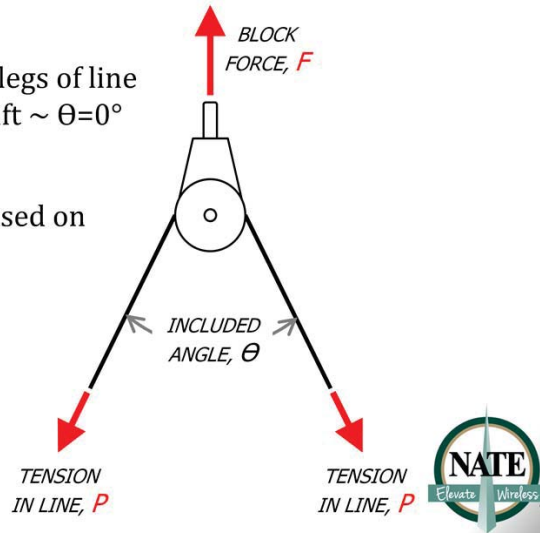 legs of line
ft ~ Θ=0°
sed on
BLOCK
FORCE, F
INCLUDED
ANGLE, Θ
TENSION
IN LINE, P
TENSION
IN LINE, P
NATE
Elevate Wireless